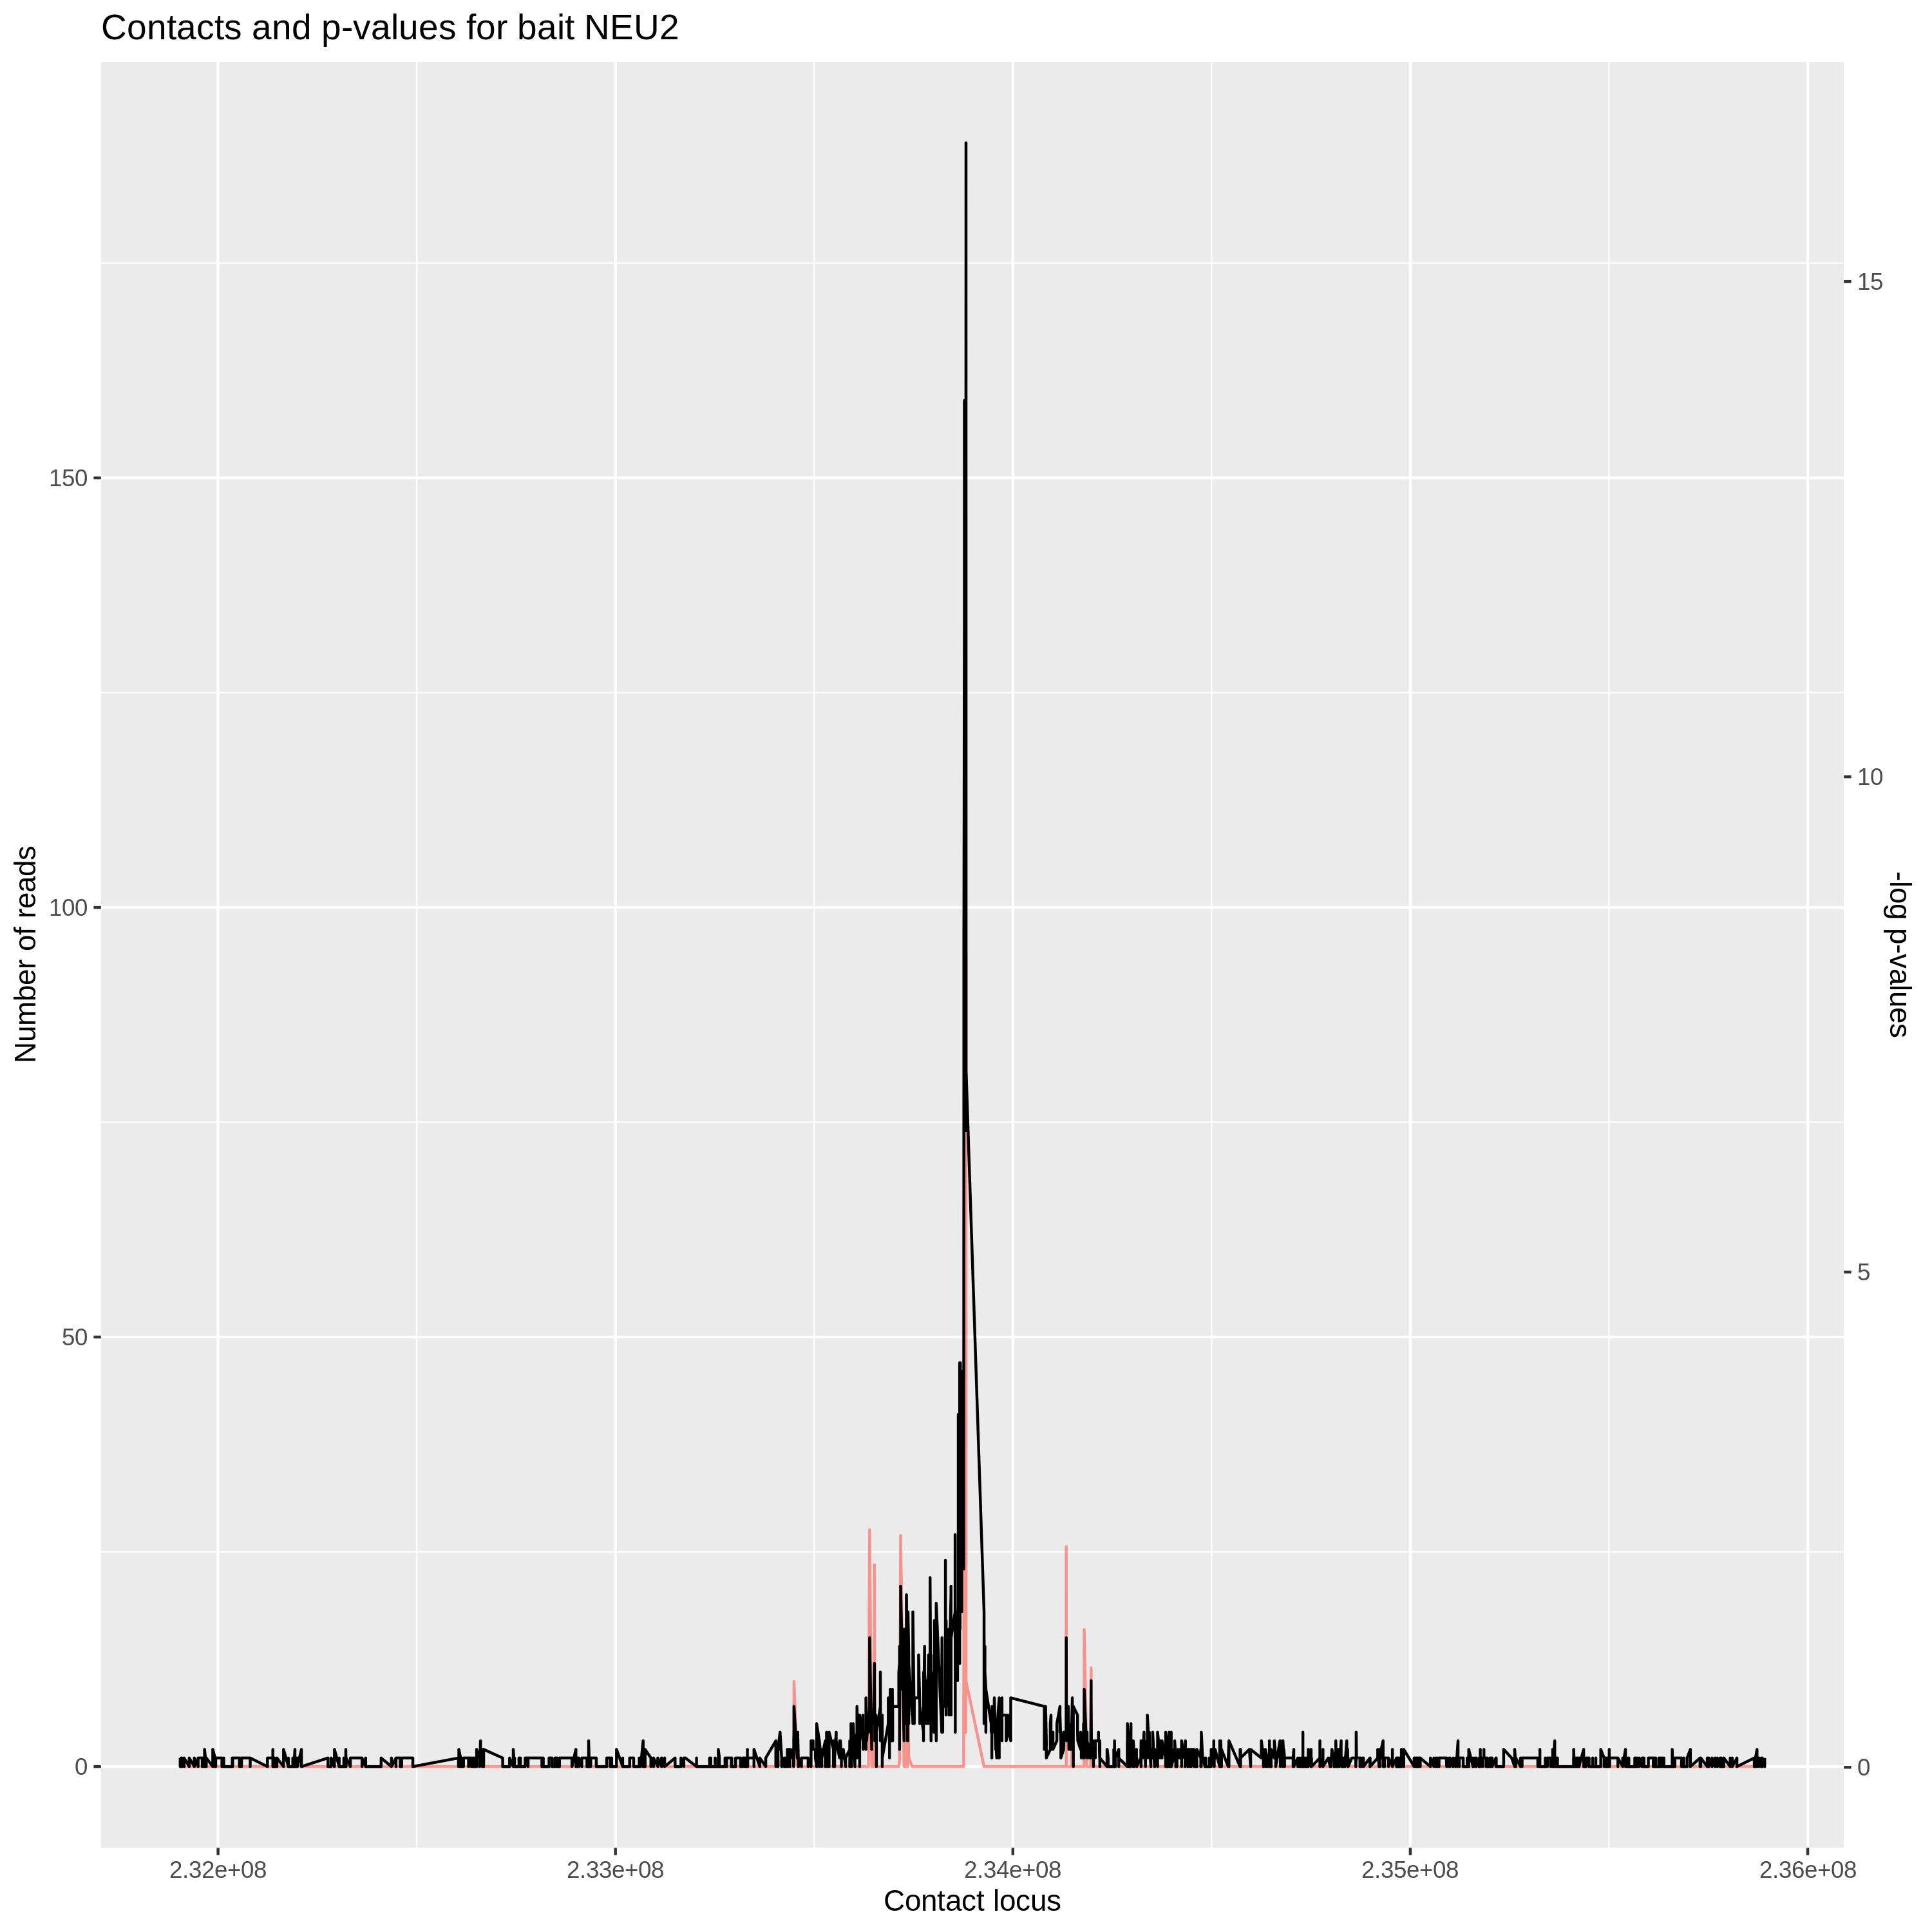 Contacts and p-values for bait NEU2
Number of reads
150
100
50
0
15
10
5
0
-log p-values
2.32e+08 2.33e+08 2.34e+08 2.35e+08 2.36e+08
Contact locus